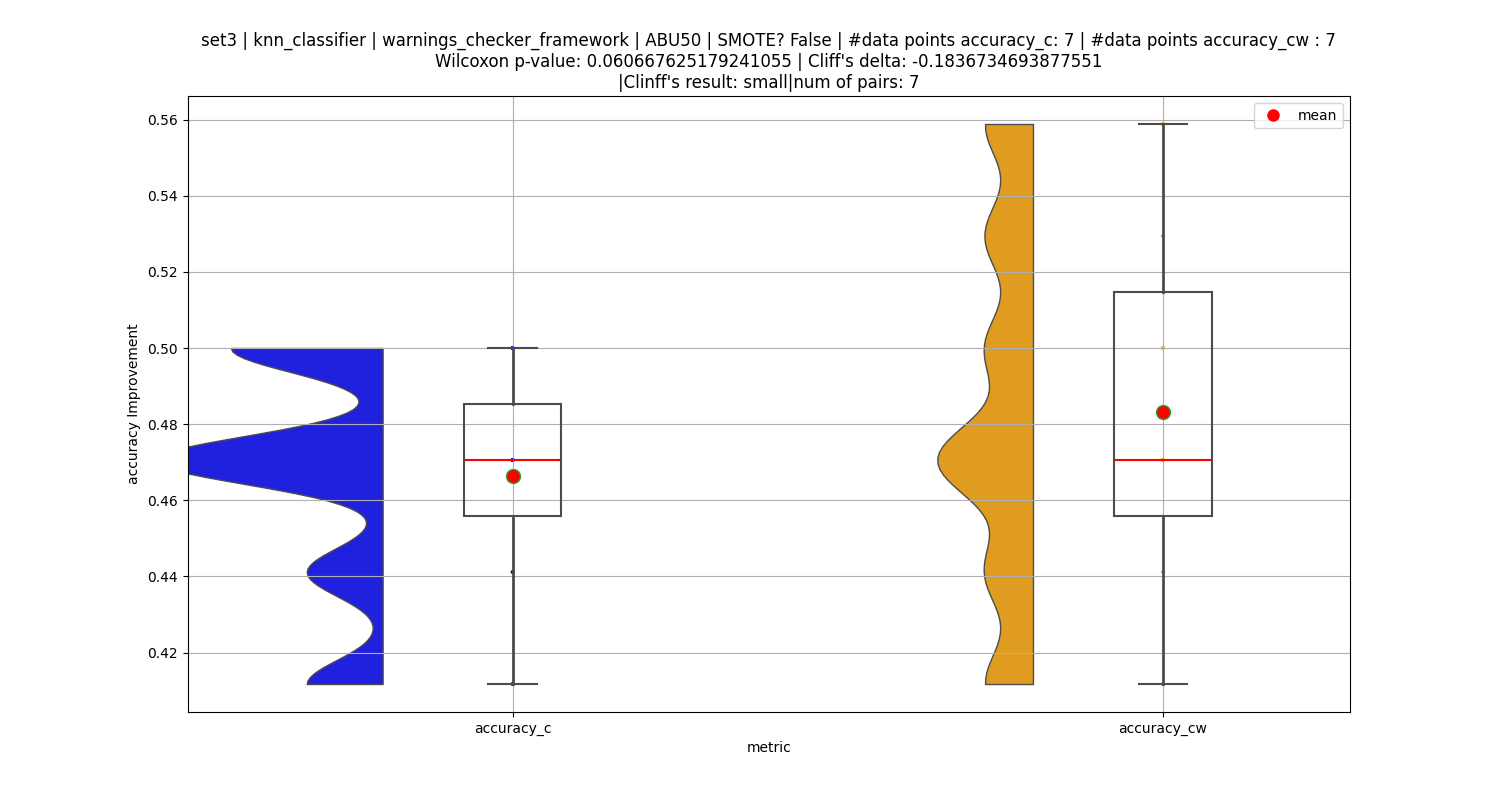 set3 | knn_classifier | warnings_checker_framework | ABU50 | SMOTE? False | #data points accuracy_c: 7 | #data points accuracy_cw : 7
Wilcoxon p-value: 0.060667625179241055 | Cliff's delta: -0.1836734693877551
|Clinff's result: small|num of pairs: 7
mean
0.56
0.54
0.52
0.50
0.48
0.46
0.44
0.42
accuracy Improvement
accuracy_c
accuracy_cw
metric